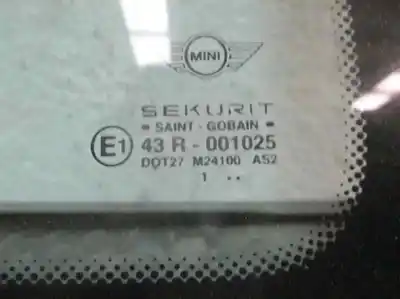 MINI
SEKURIT
SAINT - GOBAIN
E1 43 R - 001025
DOT27 M24100 AS2
1 ..